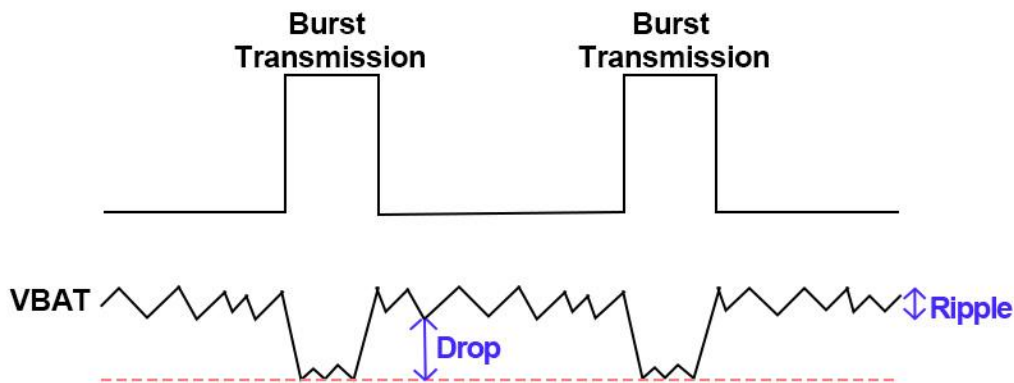 Burst
Transmission
Burst
Transmission
VBAT
Ripple
Drop